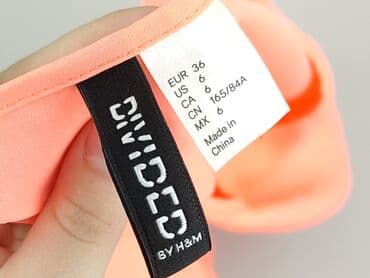 DIVIDED
BY H&M
EUR 36
US 6
CA 6
CN 165/84A
MX 6
Made in
China